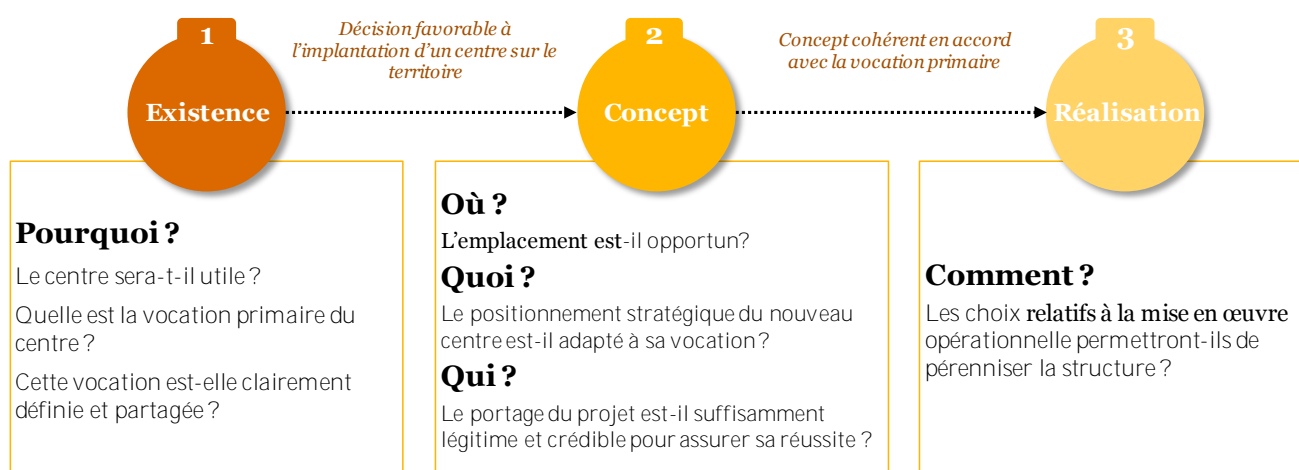 1
Existence
Décision favorable à
l'implantation d'un centre sur le
territoire
2
Concept
Concept cohérent en accord
avec la vocation primaire
3
Réalisation
Pourquoi ?
Le centre sera-t-il utile ?
Quelle est la vocation primaire du
centre ?
Cette vocation est-elle clairement
définie et partagée ?
Où ?
L'emplacement est-il opportun?
Quoi ?
Le positionnement stratégique du nouveau
centre est-il adapté à sa vocation ?
Qui ?
Le portage du projet est-il suffisamment
légitime et crédible pour assurer sa réussite ?
Comment ?
Les choix relatifs à la mise en œuvre
opérationnelle permettront-ils de
pérenniser la structure ?